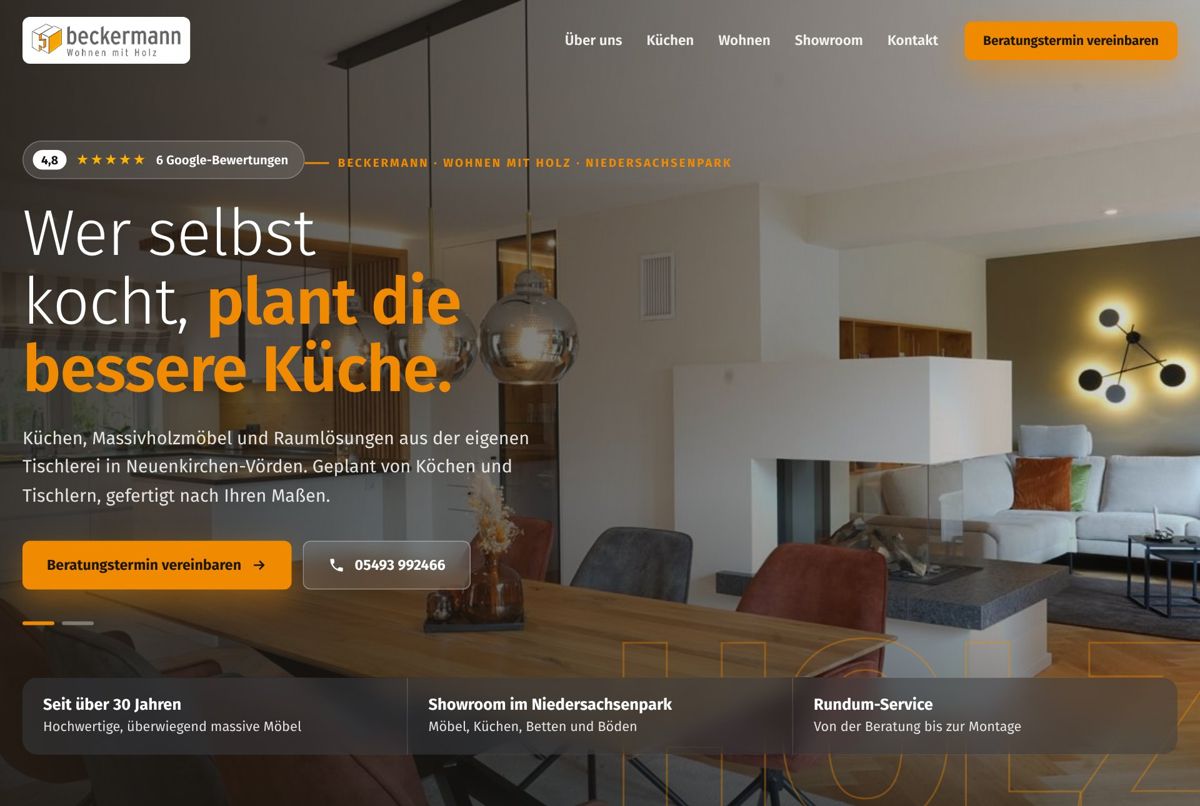 beckermann
Wohnen mit Holz
Über uns Küchen Wohnen Showroom Kontakt Beratungstermin vereinbaren
4,8 ★★★★★ 6 Google-Bewertungen
BECKERMANN · WOHNEN MIT HOLZ · NIEDERSACHSENPARK
Wer selbst
kocht, plant die
bessere Küche.
Küchen, Massivholzmöbel und Raumlösungen aus der eigenen
Tischlerei in Neuenkirchen-Vörden. Geplant von Köchen und
Tischlern, gefertigt nach Ihren Maßen.
Beratungstermin vereinbaren →
05493 992466
HOLZ
Seit über 30 Jahren
Hochwertige, überwiegend massive Möbel
Showroom im Niedersachsenpark
Möbel, Küchen, Betten und Böden
Rundum-Service
Von der Beratung bis zur Montage